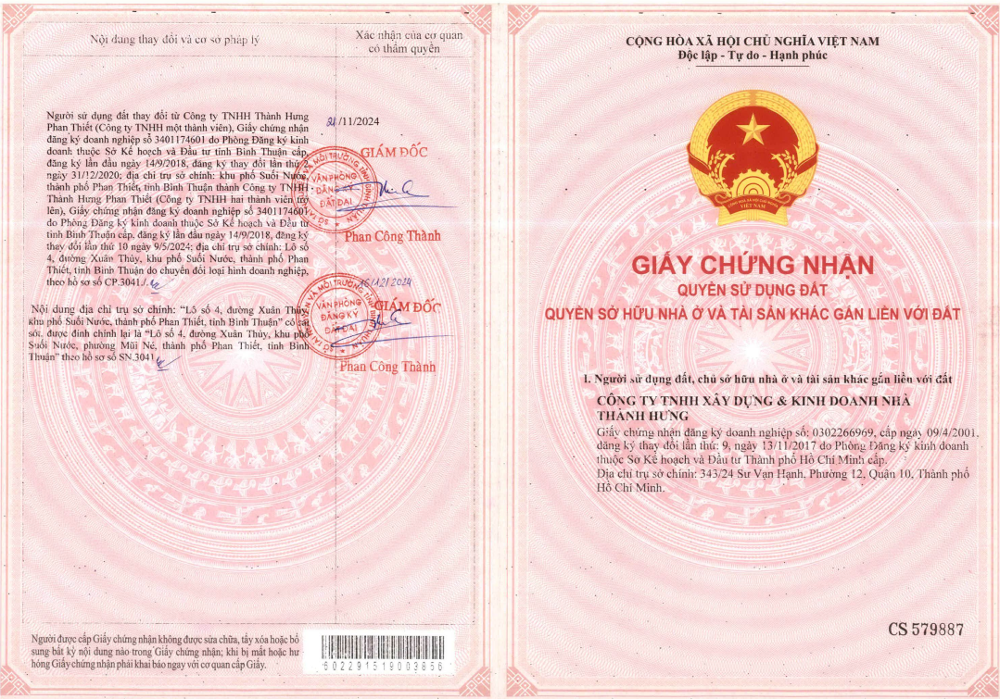 Nội dung thay đổi và cơ sở pháp lý
Xác nhận của cơ quan
có thẩm quyền
Người sử dụng đất thay đổi từ Công ty TNHH Thành Hưng
Phan Thiết (Công ty TNHH một thành viên), Giấy chứng nhận
đăng ký doanh nghiệp số 3401174601 do Phòng Đăng ký kinh
doanh thuộc Sở Kế hoạch và Đầu tư tỉnh Bình Thuận cấp,
đăng ký lần đầu ngày 14/9/2018, đăng ký thay đổi lần thứ 2
ngày 31/12/2020; địa chỉ trụ sở chính: khu phố Suối Nước,
thành phố Phan Thiết, tỉnh Bình Thuận thành Công ty TNHH
Thành Hưng Phan Thiết (Công ty TNHH hai thành viên trở
lên), Giấy chứng nhận đăng ký doanh nghiệp số 3401174601
do Phòng Đăng ký kinh doanh thuộc Sở Kế hoạch và Đầu tư
tỉnh Bình Thuận cấp, đăng ký lần đầu ngày 14/9/2018, đăng ký
thay đổi lần thứ 10 ngày 9/5/2024; địa chỉ trụ sở chính: Lô số
4, đường Xuân Thủy, khu phố Suối Nước, thành phố Phan
Thiết, tỉnh Bình Thuận do chuyển đổi loại hình doanh nghiệp,
theo hồ sơ số CP.3041./.
/11/2024
GIÁM ĐỐC
VĂN PHÒNG
ĐĂNG KÝ
ĐẤT ĐAI
Phan Công Thành
Nội dung địa chỉ trụ sở chính: “Lô số 4, đường Xuân Thủy,
khu phố Suối Nước, thành phố Phan Thiết, tỉnh Bình Thuận” có sai
sót, được đính chính lại là “Lô số 4, đường Xuân Thủy, khu phố
Suối Nước, phường Mũi Né, thành phố Phan Thiết, tỉnh Bình
Thuận” theo hồ sơ số SN.3041
16/12/2024
GIÁM ĐỐC
VĂN PHÒNG
ĐĂNG KÝ
ĐẤT ĐAI
Phan Công Thành
Người được cấp Giấy chứng nhận không được sửa chữa, tẩy xóa hoặc bổ
sung bất kỳ nội dung nào trong Giấy chứng nhận; khi bị mất hoặc hư
hỏng Giấy chứng nhận phải khai báo ngay với cơ quan cấp Giấy.
602291519003856
CỘNG HÒA XÃ HỘI CHỦ NGHĨA VIỆT NAM
Độc lập - Tự do - Hạnh phúc
CỘNG HÒA XÃ HỘI CHỦ NGHĨA
VIỆT NAM
GIẤY CHỨNG NHẬN
QUYỀN SỬ DỤNG ĐẤT
QUYỀN SỞ HỮU NHÀ Ở VÀ TÀI SẢN KHÁC GẮN LIỀN VỚI ĐẤT
I. Người sử dụng đất, chủ sở hữu nhà ở và tài sản khác gắn liền với đất
CÔNG TY TNHH XÂY DỰNG & KINH DOANH NHÀ
THÀNH HƯNG
Giấy chứng nhận đăng ký doanh nghiệp số: 0302266969, cấp ngày 09/4/2001,
đăng ký thay đổi lần thứ: 9, ngày 13/11/2017 do Phòng Đăng ký kinh doanh
thuộc Sở Kế hoạch và Đầu tư Thành phố Hồ Chí Minh cấp.
Địa chỉ trụ sở chính: 343/24 Sư Vạn Hạnh, Phường 12, Quận 10, Thành phố
Hồ Chí Minh.
CS 579887